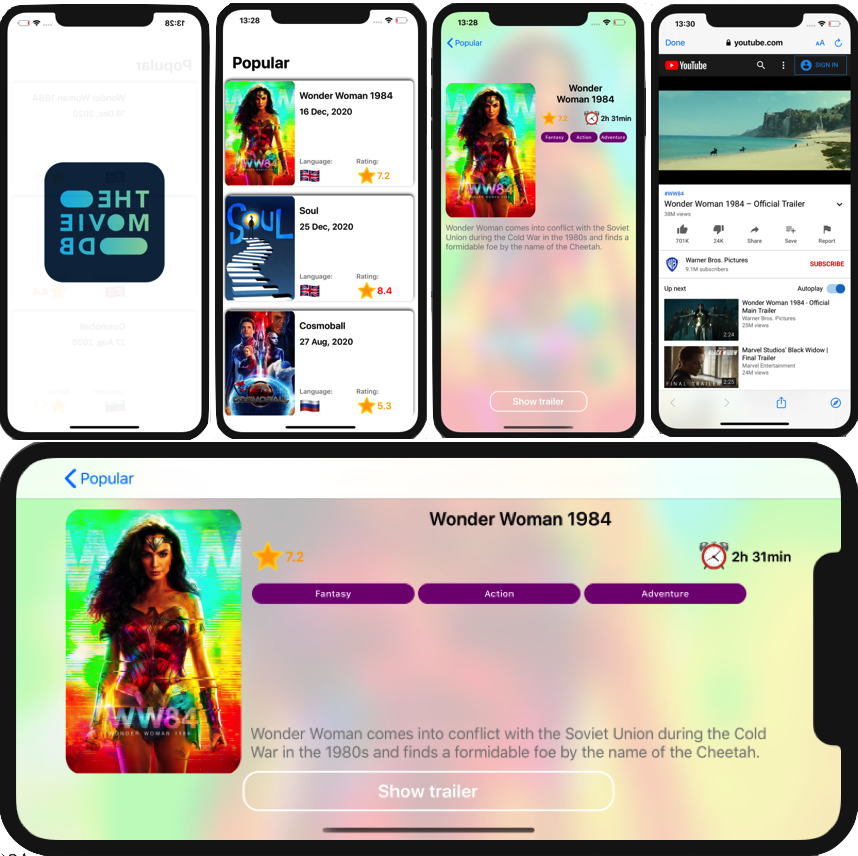 13:28
Popular
Wonder Woman 1984
16 Dec, 2020
THE
MOVIE
DB
13:28
Popular
WW84
Wonder Woman 1984
16 Dec, 2020
Language:
Rating:
7.2
SOUL
Soul
25 Dec, 2020
Language:
Rating:
8.4
COSMOBALL
Cosmoball
27 Aug, 2020
Language:
Rating:
5.3
13:28
Popular
WW84
Wonder
Woman 1984
7.2
2h 31min
Fantasy
Action
Adventure
Wonder Woman comes into conflict with the Soviet
Union during the Cold War in the 1980s and finds a
formidable foe by the name of the Cheetah.
Show trailer
13:30
Done
youtube.com
AA
YouTube
SIGN IN
#WW84
Wonder Woman 1984 – Official Trailer
38M views
701K
24K
Share
Save
Report
Warner Bros. Pictures
9.1M subscribers
SUBSCRIBE
Up next
Autoplay
2:24
Wonder Woman 1984 - Official
Main Trailer
Warner Bros. Pictures
25M views
FINAL TRAILER
2:25
Marvel Studios' Black Widow |
Final Trailer
Marvel Entertainment
24M views
Popular
WW84
WONDER WOMAN 1984
Wonder Woman 1984
7.2
2h 31min
Fantasy
Action
Adventure
Wonder Woman comes into conflict with the Soviet Union during the Cold
War in the 1980s and finds a formidable foe by the name of the Cheetah.
Show trailer